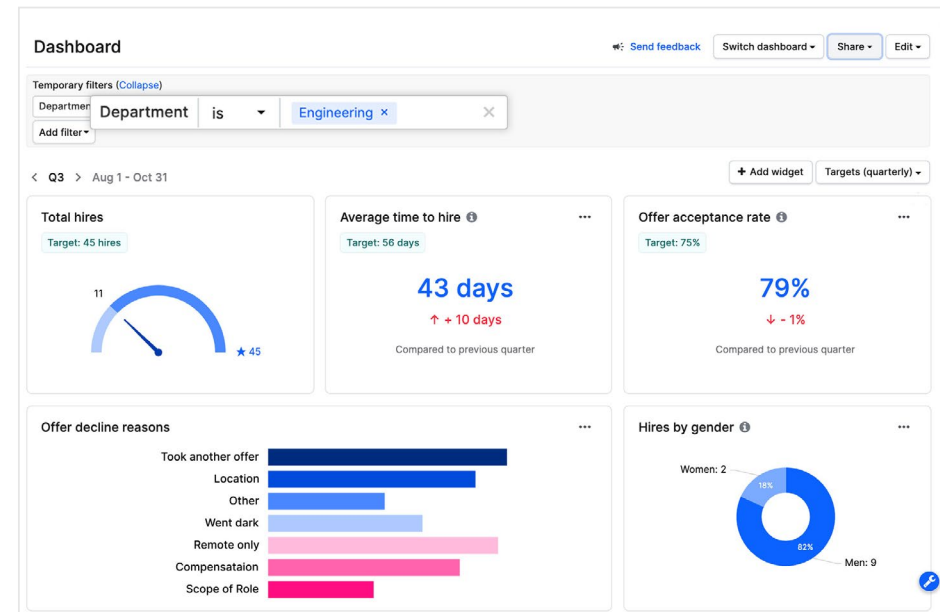 Dashboard
Send feedback
Switch dashboard
Share
Edit
Temporary filters (Collapse)
Department is Engineering ×
Add filter
Q3
Aug 1 - Oct 31
+ Add widget
Targets (quarterly)
Total hires
Target: 45 hires
11
★ 45
Average time to hire
Target: 56 days
43 days
↑ + 10 days
Compared to previous quarter
Offer acceptance rate
Target: 75%
79%
↓ - 1%
Compared to previous quarter
Offer decline reasons
Took another offer
Location
Other
Went dark
Remote only
Compensataion
Scope of Role
Hires by gender
Women: 2
18%
82%
Men: 9